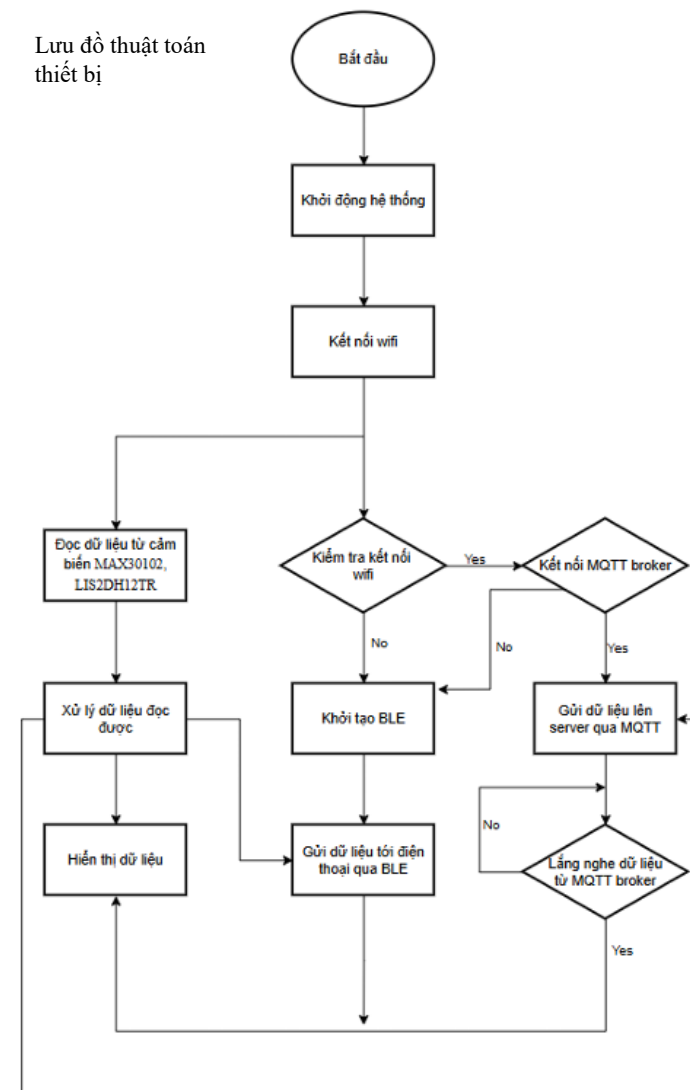 Lưu đồ thuật toán
thiết bị
Bắt đầu
Khởi động hệ thống
Kết nối wifi
Đọc dữ liệu từ cảm
biến MAX30102,
LIS2DH12TR
Kiểm tra kết nối
wifi
Yes
Kết nối MQTT broker
No
No
Yes
Xử lý dữ liệu đọc
được
Khởi tạo BLE
Gửi dữ liệu lên
server qua MQTT
No
Hiển thị dữ liệu
Gửi dữ liệu tới điện
thoại qua BLE
Lắng nghe dữ liệu
từ MQTT broker
Yes